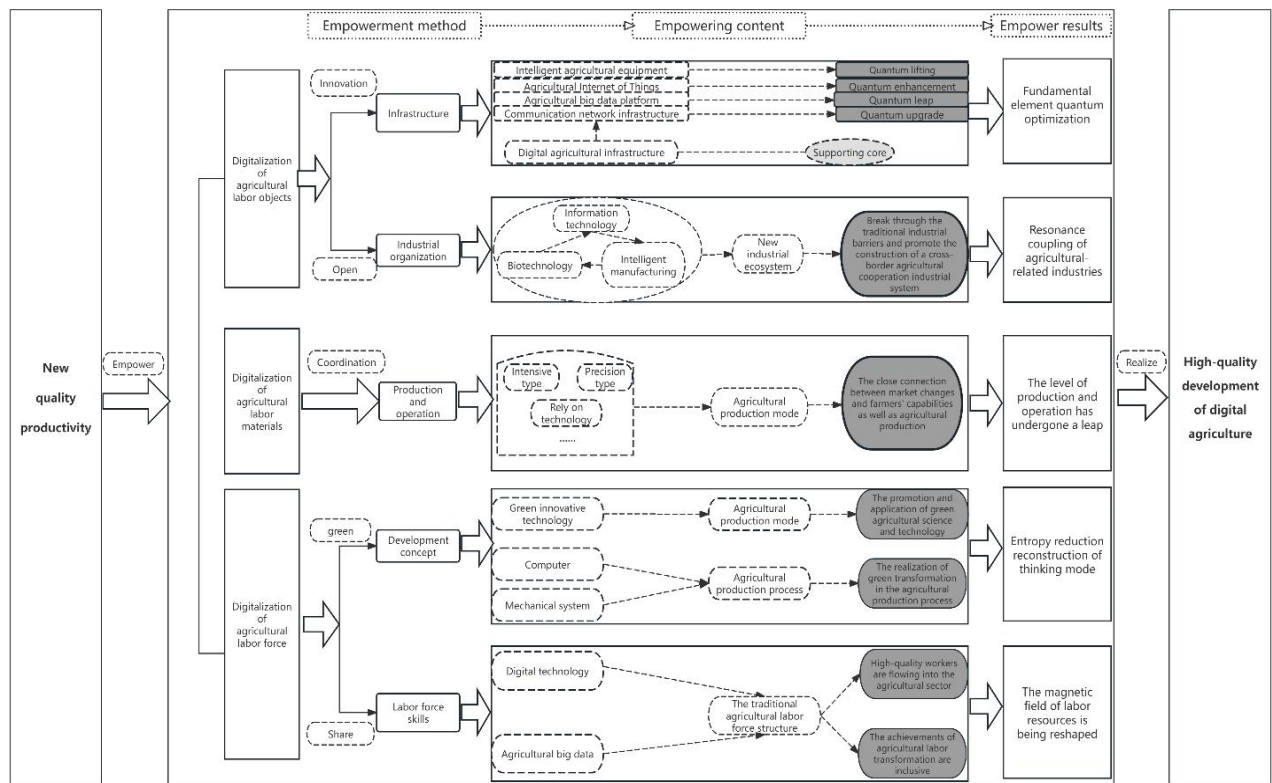 Empowerment method
Empowering content
Empower results
New
quality
productivity
Empower
Digitalization
of
agricultural
labor objects
Innovation
Open
Infrastructure
Intelligent agricultural equipment
Quantum lifting
Agricultural Internet of Things
Quantum enhancement
Agricultural big data platform
Quantum leap
Communication network infrastructure
Quantum upgrade
Digital agricultural infrastructure
Supporting core
Fundamental
element quantum
optimization
Industrial
organization
Information
technology
Biotechnology
Intelligent
manufacturing
New
industrial
ecosystem
Break through the
traditional industrial
barriers and promote the
construction of a cross-
border agricultural
cooperation industrial
system
Resonance
coupling of
agricultural-
related industries
Digitalization
of
agricultural
labor
materials
Coordination
Production
and
operation
Intensive
type
Precision
type
Rely on
technology
......
Agricultural
production mode
The close connection
between market changes
and farmers' capabilities
as well as agricultural
production
The level of
production and
operation has
undergone a leap
Digitalization
of
agricultural
labor force
green
Share
Development
concept
Green innovative
technology
Agricultural
production mode
The promotion and
application of green
agricultural science
and technology
Computer
Mechanical system
Agricultural
production process
The realization of
green transformation
in the agricultural
production process
Entropy reduction
reconstruction of
thinking mode
Labor force
skills
Digital technology
Agricultural big data
The traditional
agricultural labor
force structure
High-quality workers
are flowing into the
agricultural sector
The achievements of
agricultural labor
transformation are
inclusive
The magnetic
field of labor
resources is
being reshaped
Realize
High-quality
development
of digital
agriculture